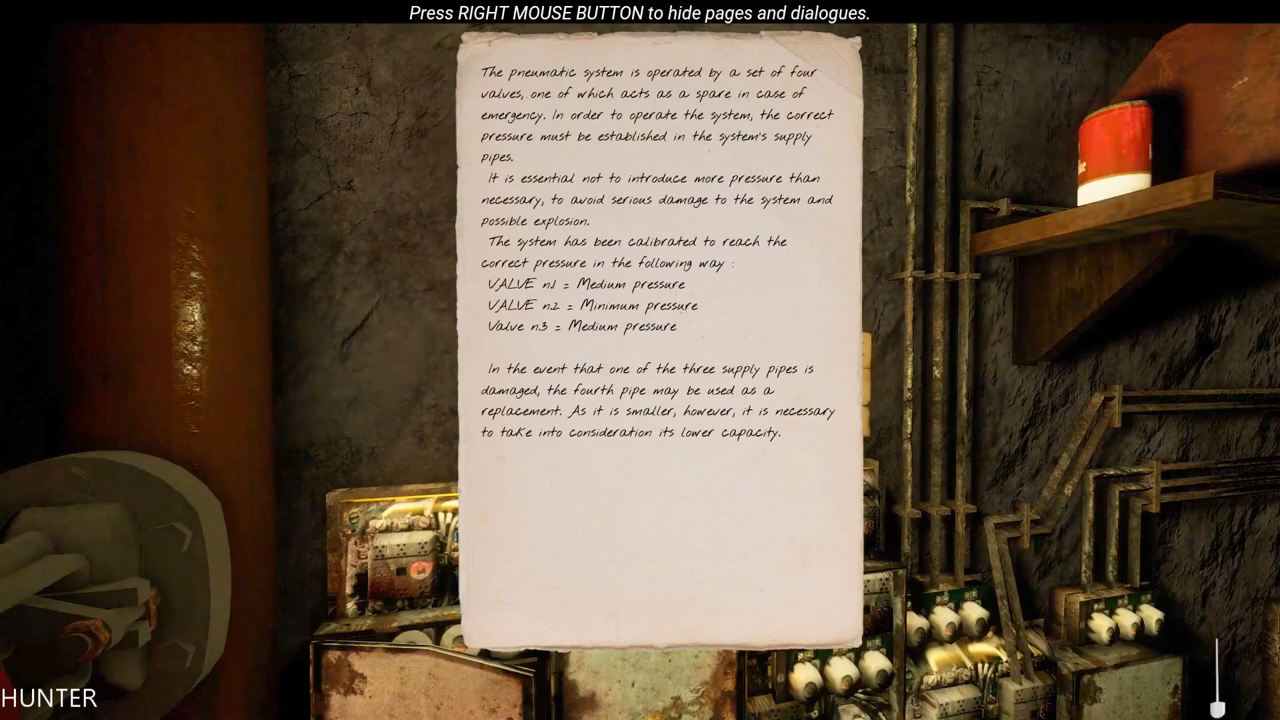 Press RIGHT MOUSE BUTTON to hide pages and dialogues.
The pneumatic system is operated by a set of four
valves, one of which acts as a spare in case of
emergency. In order to operate the system, the correct
pressure must be established in the system's supply
pipes.
It is essential not to introduce more pressure than
necessary, to avoid serious damage to the system and
possible explosion.
The system has been calibrated to reach the
correct pressure in the following way :
VALVE n.1 = Medium pressure
VALVE n.2 = Minimum pressure
Valve n.3 = Medium pressure
In the event that one of the three supply pipes is
damaged, the fourth pipe may be used as a
replacement. As it is smaller, however, it is necessary
to take into consideration its lower capacity.
HUNTER